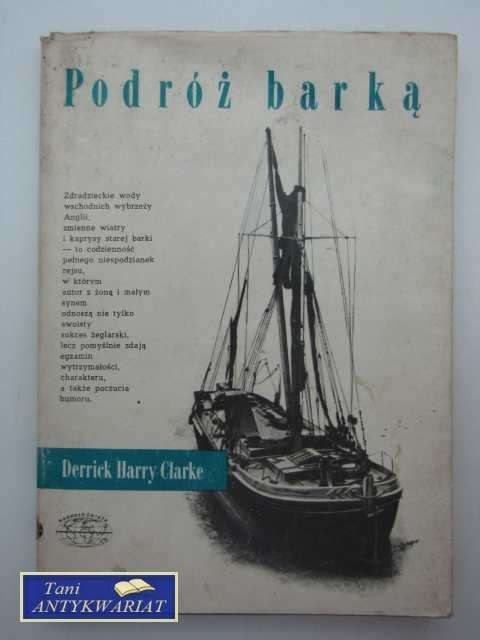 Podróż barką
Zdradzieckie wody
wschodnich wybrzeży
Anglii,
zmienne wiatry
i kaprysy starej barki
— to codzienność
pełnego niespodzianek
rejsu,
w którym
autor z żoną i małym
synem
odnoszą nie tylko
swoisty
sukces żeglarski,
lecz pomyślnie zdają
egzamin
wytrzymałości,
charakteru,
a także poczucia
humoru.
Derrick Harry Clarke
Tani
ANTYKWARIAT